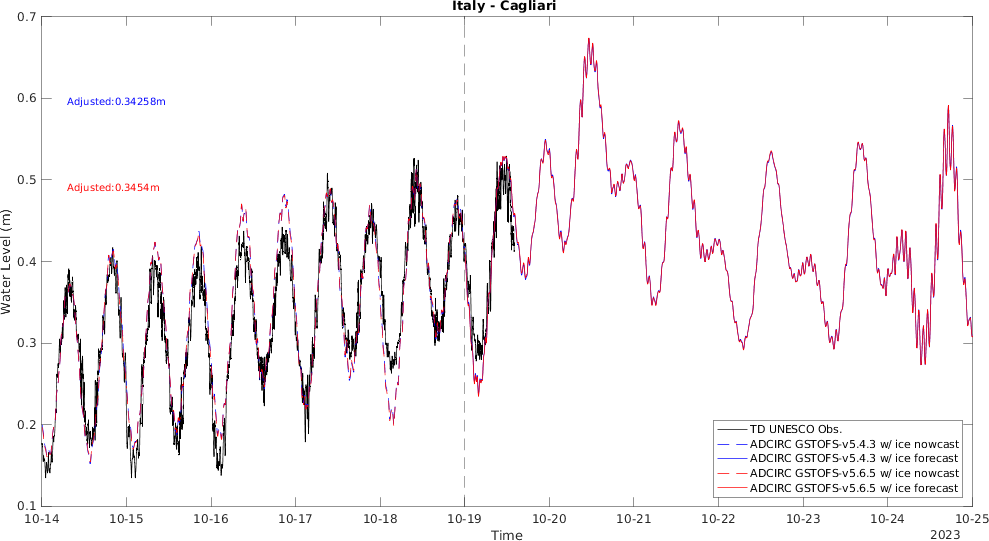 Italy - Cagliari
0.7
0.6
0.5
0.4
0.3
0.2
0.1
Water Level (m)
Adjusted:0.34258m
Adjusted:0.3454m
TD UNESCO Obs.
ADCIRC GSTOFS-v5.4.3 w/ ice nowcast
ADCIRC GSTOFS-v5.4.3 w/ ice forecast
ADCIRC GSTOFS-v5.6.5 w/ ice nowcast
ADCIRC GSTOFS-v5.6.5 w/ ice forecast
10-14 10-15 10-16 10-17 10-18 10-19 10-20 10-21 10-22 10-23 10-24 10-25
Time
2023